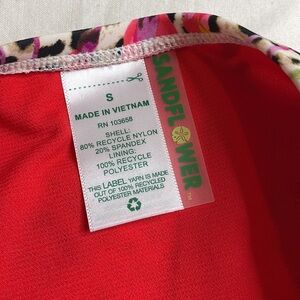 S
MADE IN VIETNAM
RN 103658
SHELL:
80% RECYCLE NYLON
20% SPANDEX
LINING:
100% RECYCLE
POLYESTER
THIS LABEL YARN IS MADE
OUT OF 100% RECYCLED
POLYESTER MATERIALS
SANDFLOWER